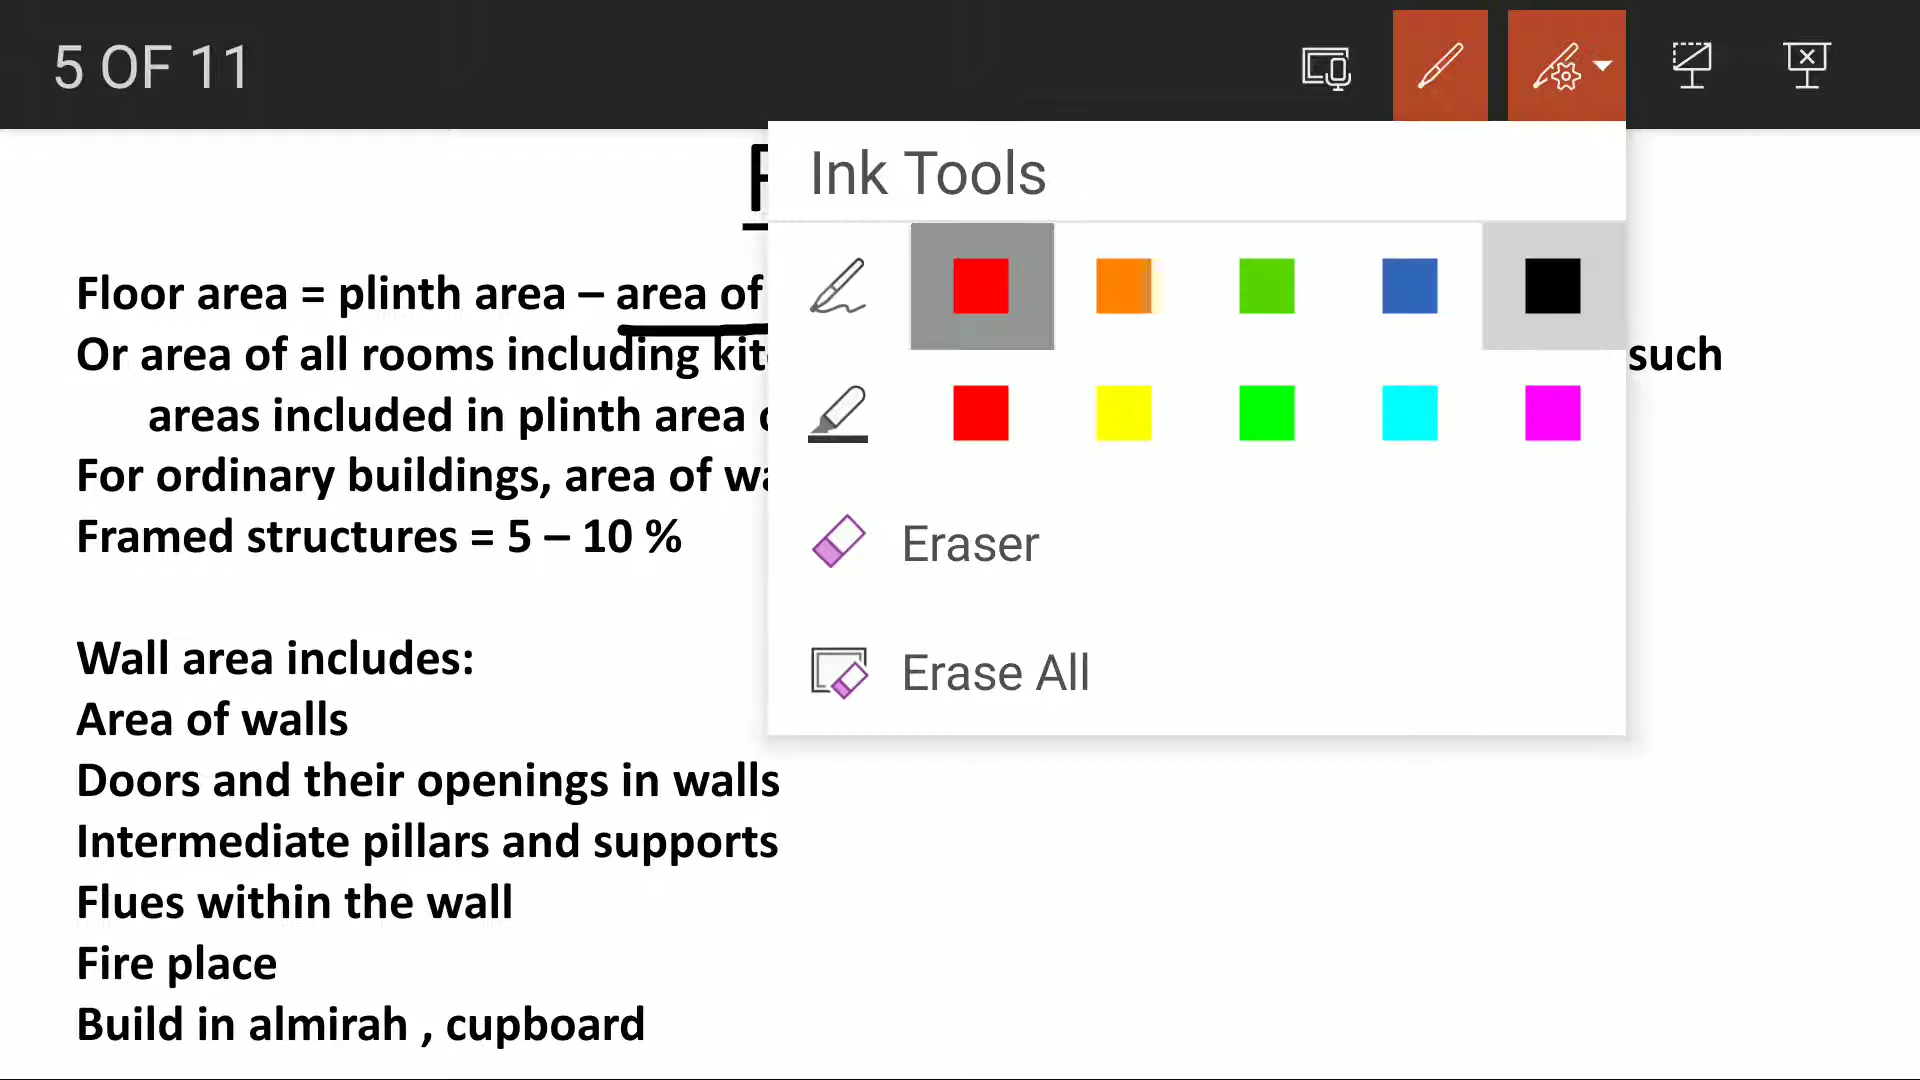 5 OF 11
Ink Tools
Floor area = plinth area – area of
Or area of all rooms including such
areas included in plinth area
For ordinary buildings, area of
Framed structures = 5 – 10 %
Eraser
Erase All
Wall area includes:
Area of walls
Doors and their openings in walls
Intermediate pillars and supports
Flues within the wall
Fire place
Build in almirah , cupboard